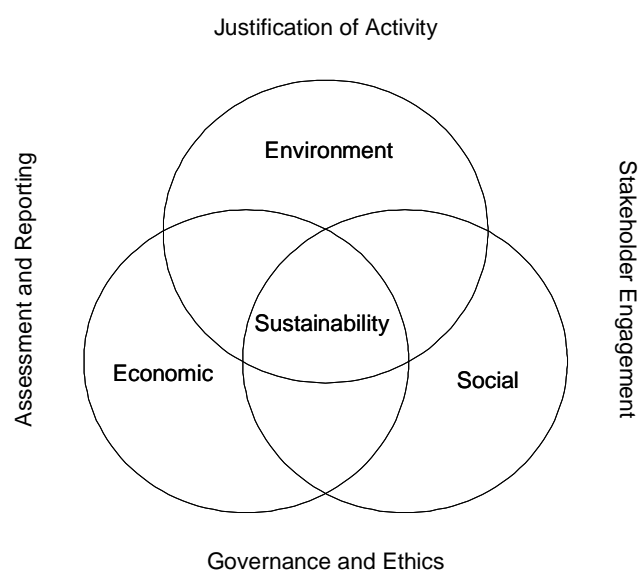 Justification of Activity
Environment
Assessment and Reporting
Stakeholder Engagement
Sustainability
Economic
Social
Governance and Ethics